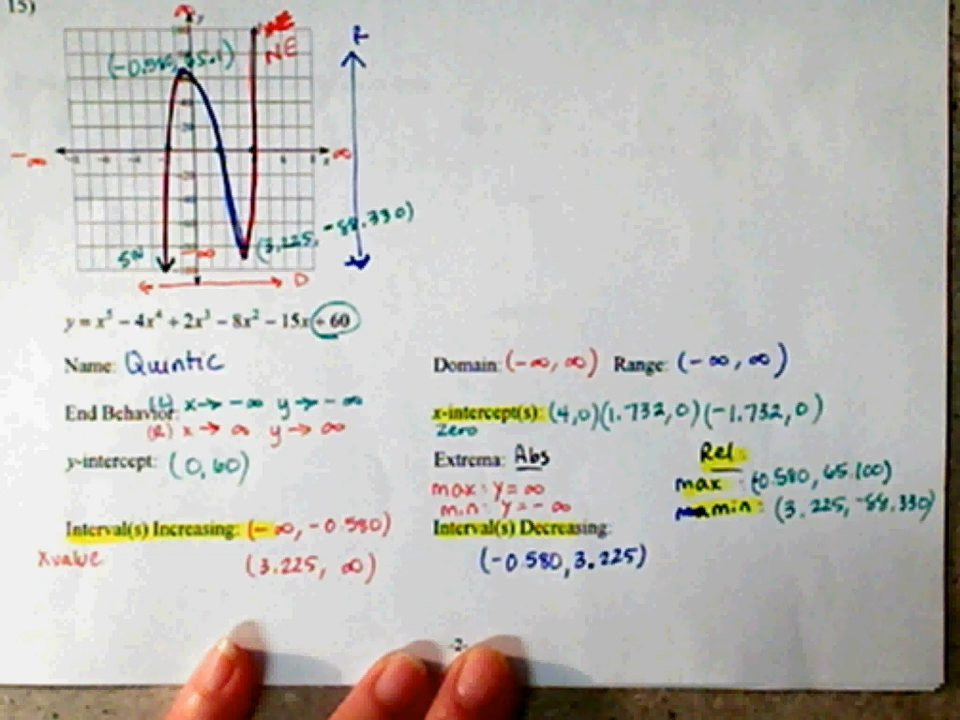 15)
y
NE
R
(-0.580, 65.1)
-∞
∞
(3.225, -88.330)
SW
-∞
D
y = x⁵ - 4x⁴ + 2x³ - 8x² - 15x + 60
Name: Quintic
Domain: (-∞, ∞) Range: (-∞, ∞)
End Behavior: (L) x → -∞ y → -∞
(R) x → ∞ y → ∞
x-intercept(s): (4,0)(1.732,0)(-1.732,0)
zero
y-intercept: (0,60)
Extrema: Abs
Rel:
max: y = ∞
min: y = -∞
max: (-0.580, 65.100)
min: (3.225, -88.330)
Interval(s) Increasing: (-∞, -0.580)
Xvalue
(3.225, ∞)
Interval(s) Decreasing:
(-0.580, 3.225)
-2-